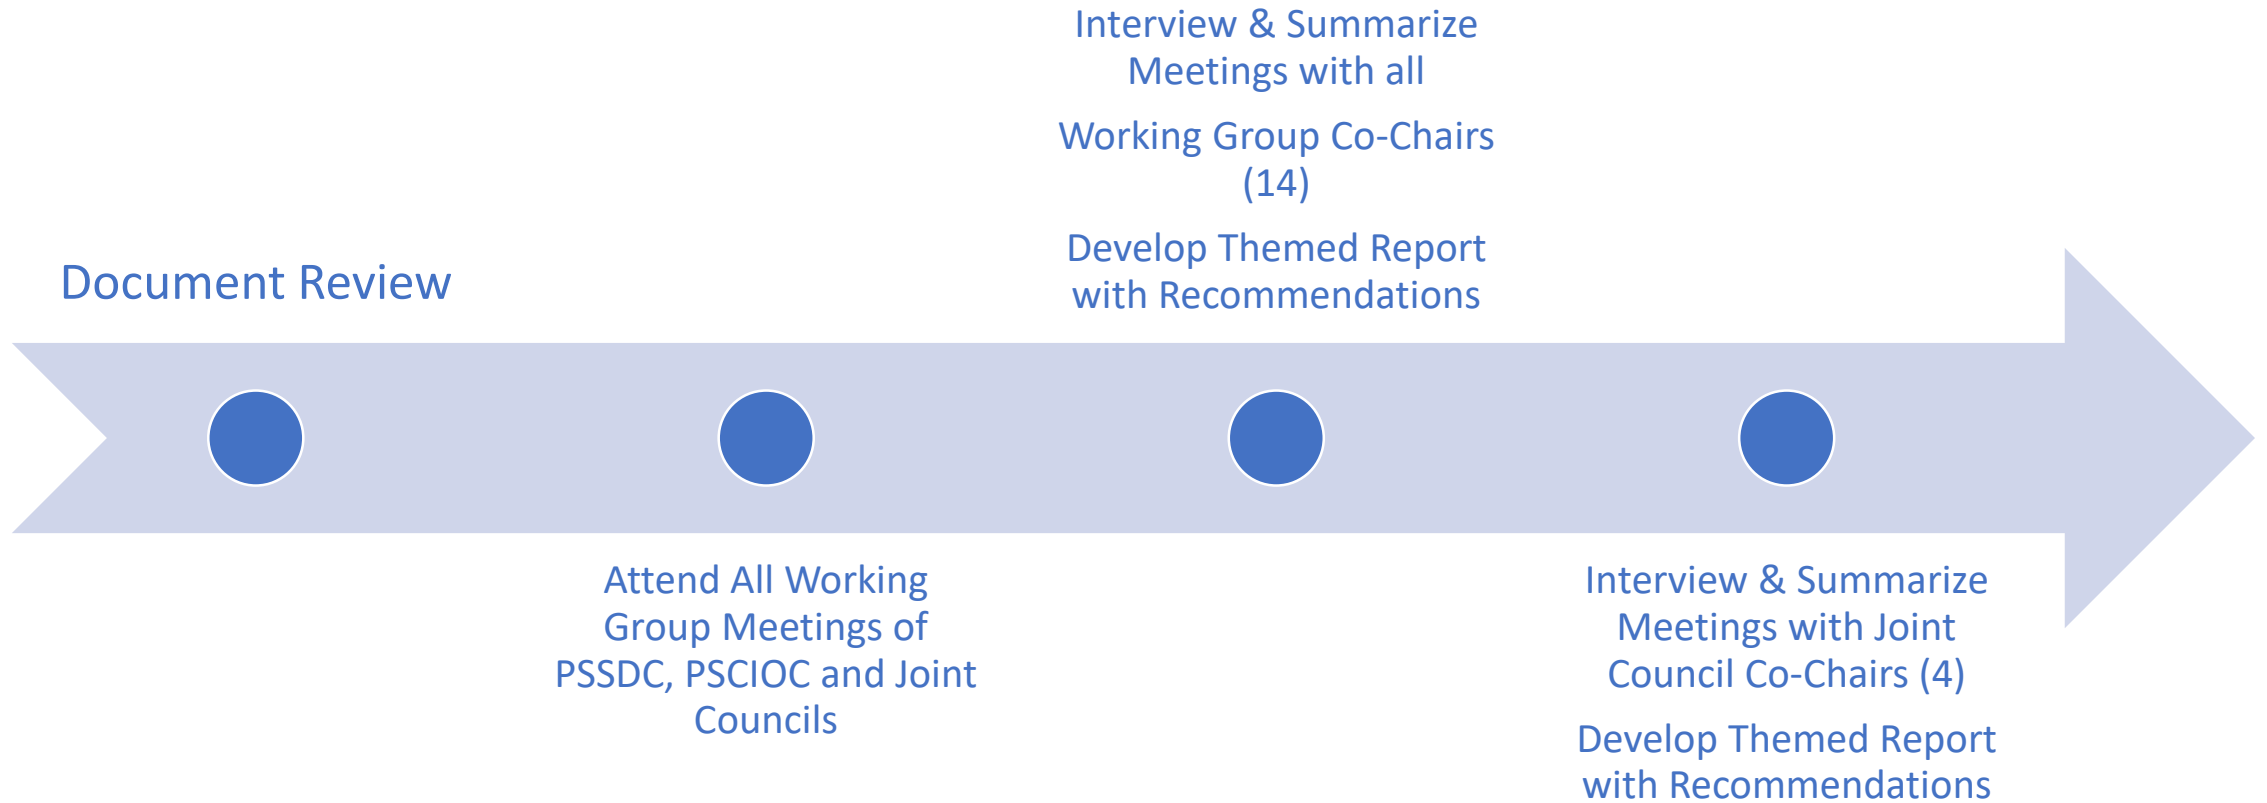 Document Review
Attend All Working
Group Meetings of
PSSDC, PSCIOC and Joint
Councils
Interview & Summarize
Meetings with all
Working Group Co-Chairs
(14)
Develop Themed Report
with Recommendations
Interview & Summarize
Meetings with Joint
Council Co-Chairs (4)
Develop Themed Report
with Recommendations